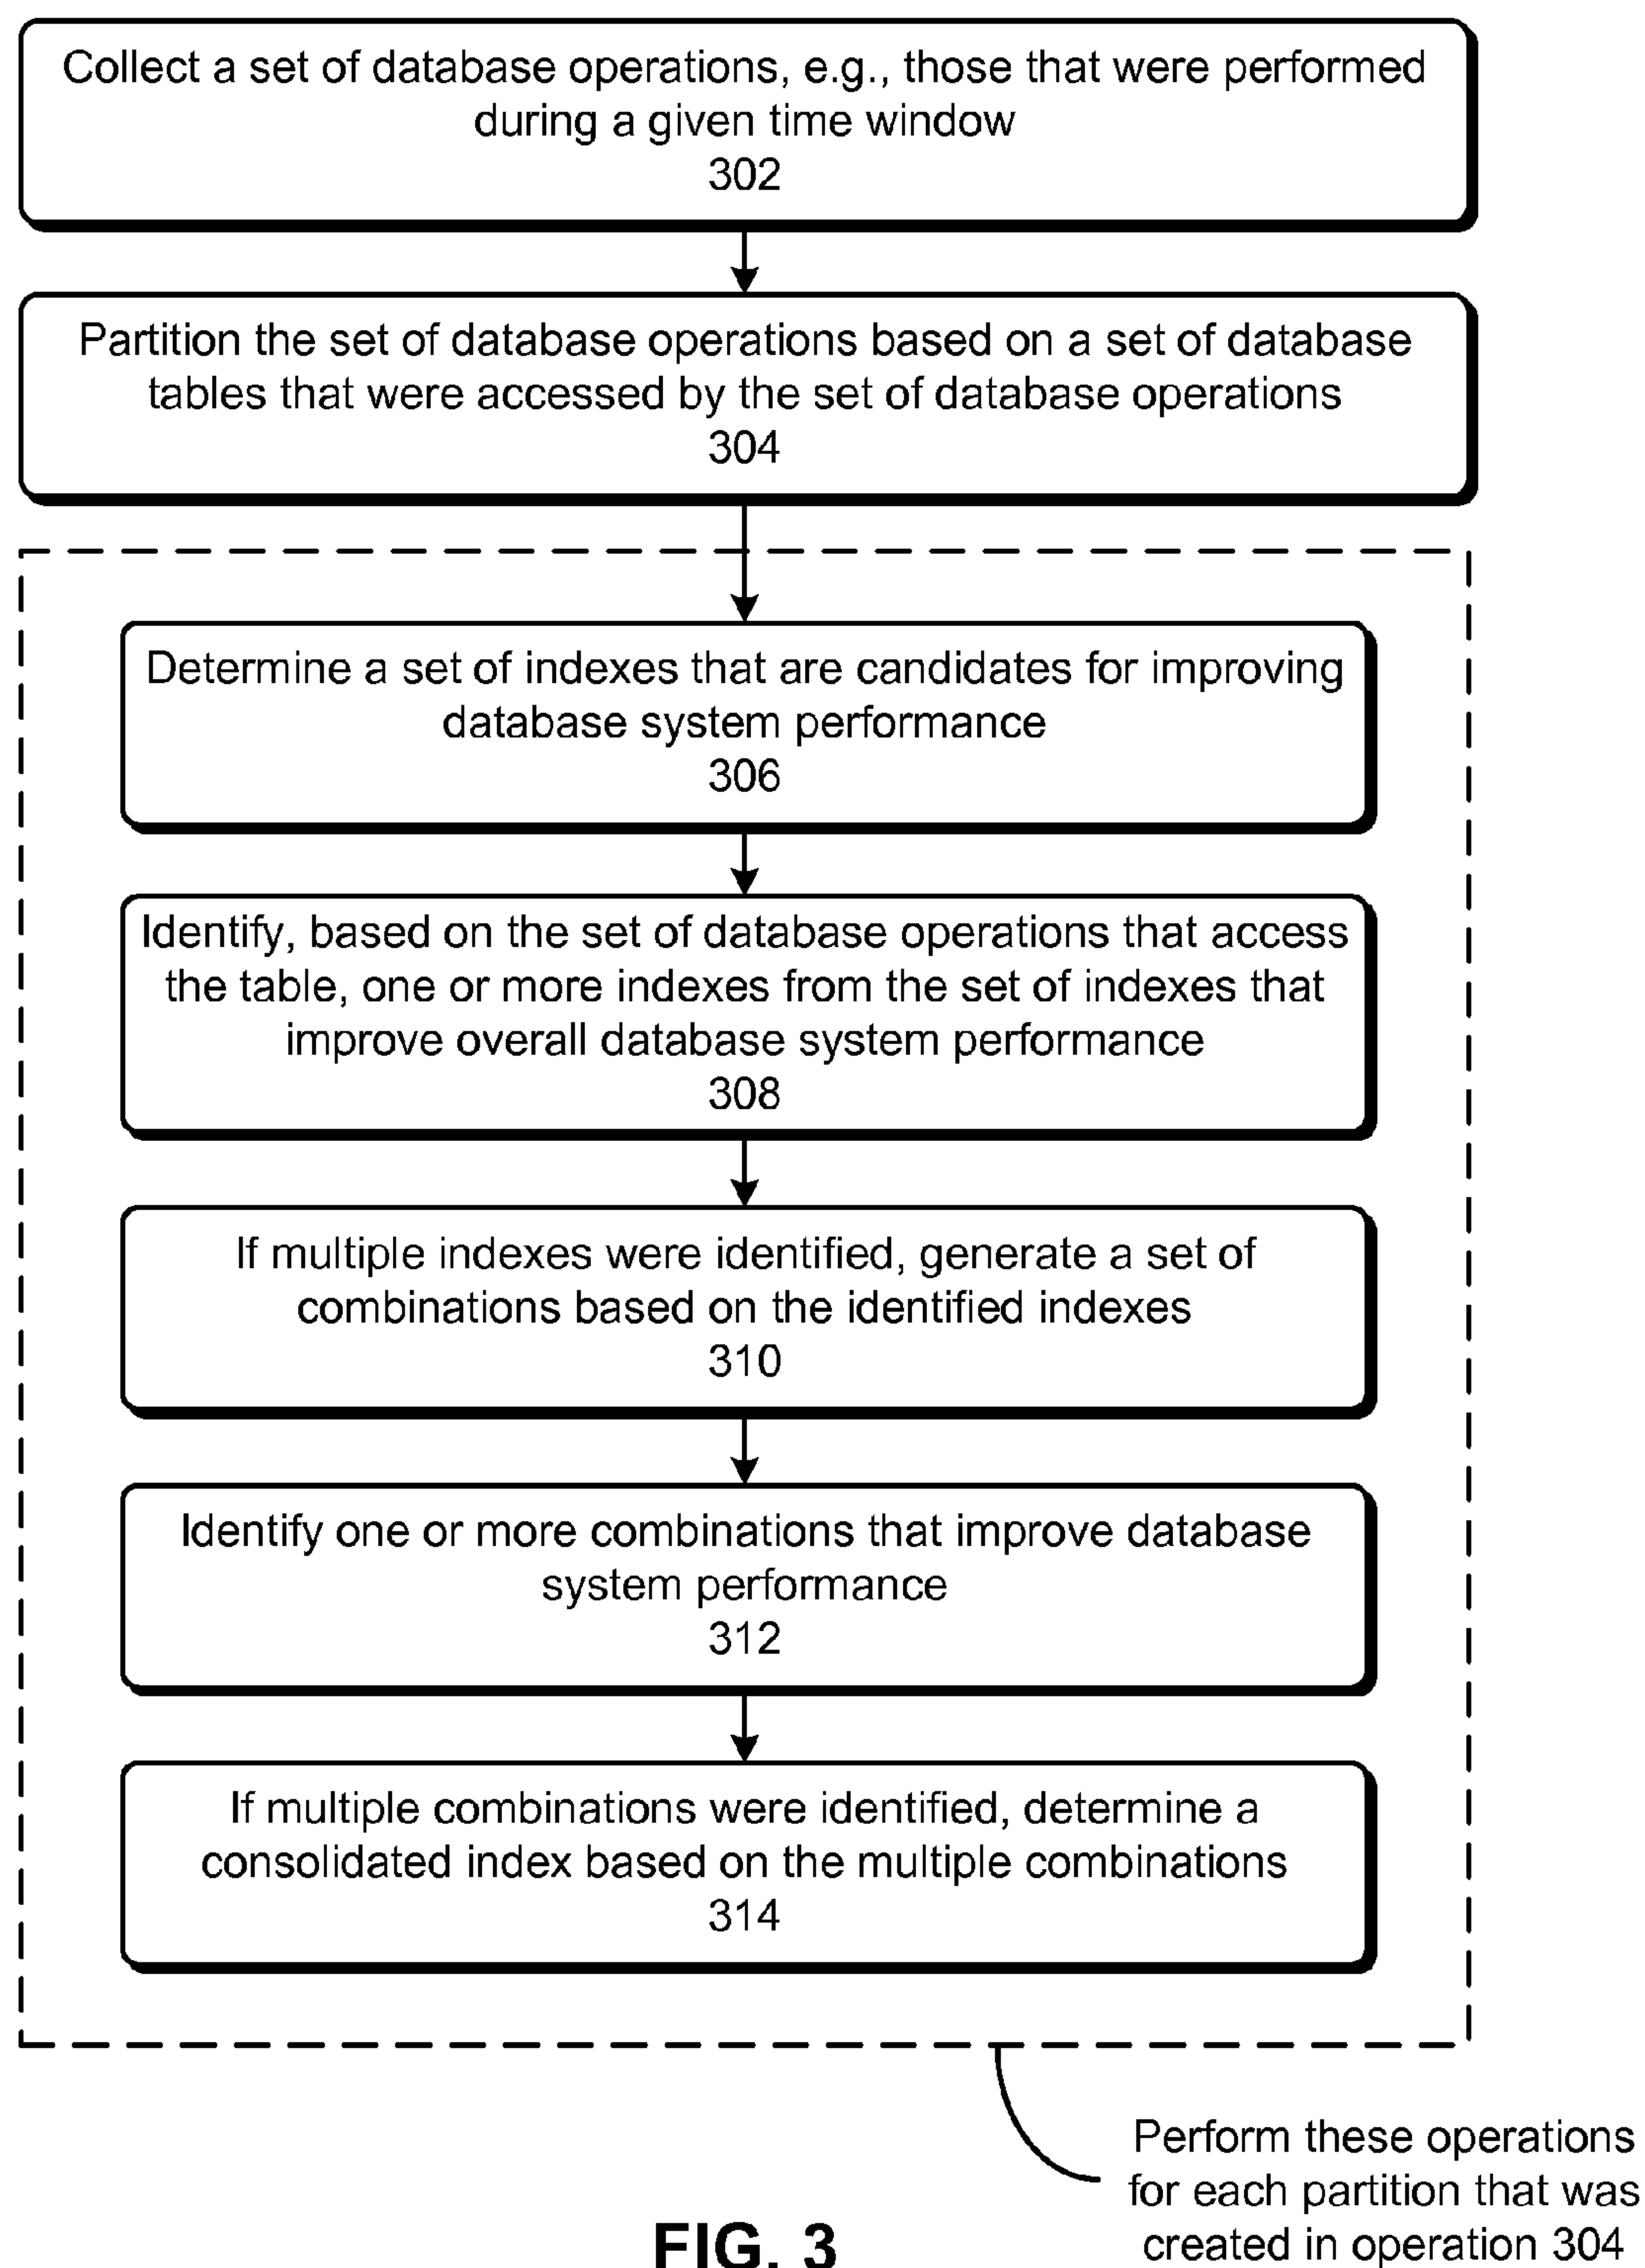 Collect a set of database operations, e.g., those that were performed
during a given time window
302
Partition the set of database operations based on a set of database
tables that were accessed by the set of database operations
304
Determine a set of indexes that are candidates for improving
database system performance
306
Identify, based on the set of database operations that access
the table, one or more indexes from the set of indexes that
improve overall database system performance
308
If multiple indexes were identified, generate a set of
combinations based on the identified indexes
310
Identify one or more combinations that improve database
system performance
312
If multiple combinations were identified, determine a
consolidated index based on the multiple combinations
314
Perform these operations
for each partition that was
created in operation 304
FIG. 3